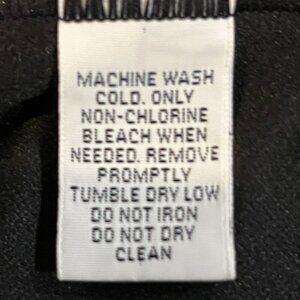 MACHINE WASH
COLD. ONLY
NON-CHLORINE
BLEACH WHEN
NEEDED. REMOVE
PROMPTLY
TUMBLE DRY LOW
DO NOT IRON
DO NOT DRY
CLEAN